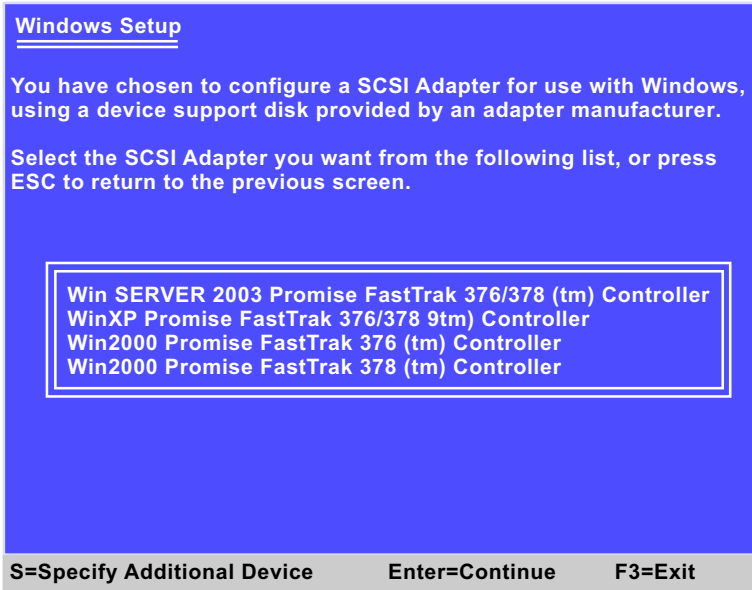 Windows Setup
You have chosen to configure a SCSI Adapter for use with Windows,
using a device support disk provided by an adapter manufacturer.
Select the SCSI Adapter you want from the following list, or press
ESC to return to the previous screen.
Win SERVER 2003 Promise FastTrak 376/378 (tm) Controller
WinXP Promise FastTrak 376/378 9tm) Controller
Win2000 Promise FastTrak 376 (tm) Controller
Win2000 Promise FastTrak 378 (tm) Controller
S=Specify Additional Device Enter=Continue F3=Exit